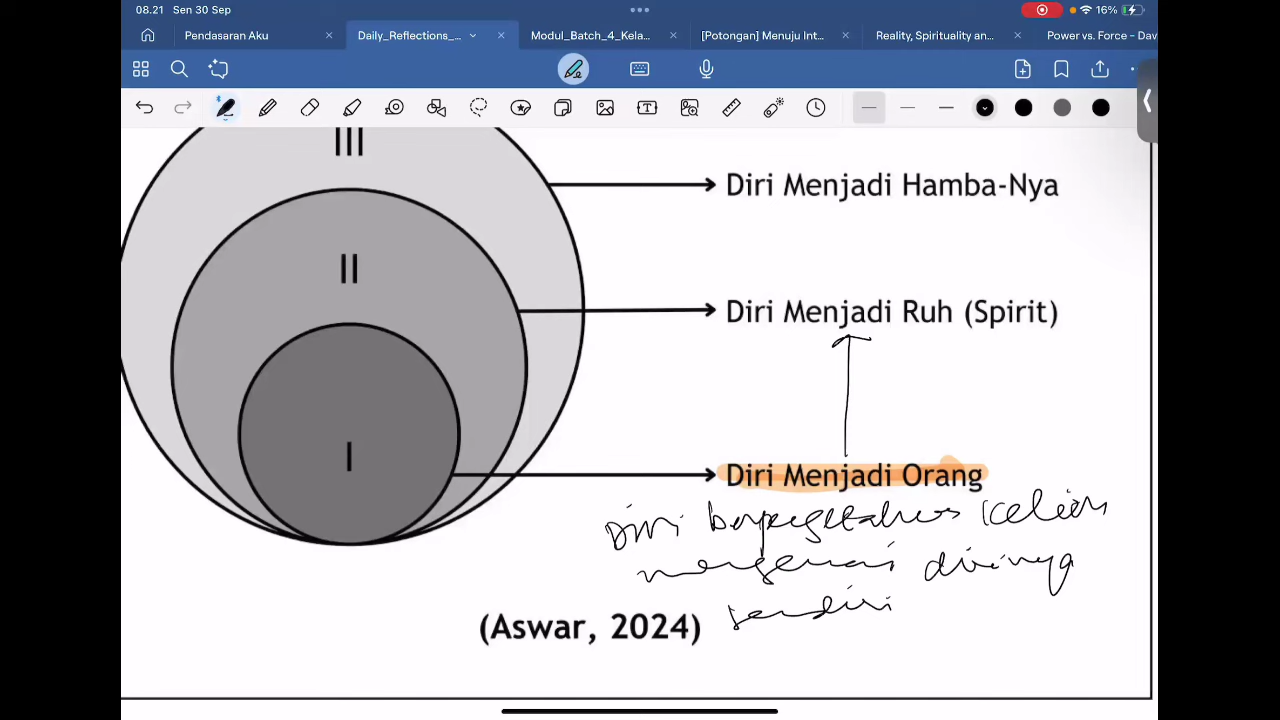 08.21 Sen 30 Sep
16%
Pendasaran Aku
Daily_Reflections_...
Modul_Batch_4_Kela...
[Potongan] Menuju Int...
Reality, Spirituality an...
Power vs. Force – Dav
III
Diri Menjadi Hamba-Nya
II
Diri Menjadi Ruh (Spirit)
I
Diri Menjadi Orang
Diri berpengetahuan keliru
mengenai dirinya
sendiri
(Aswar, 2024)